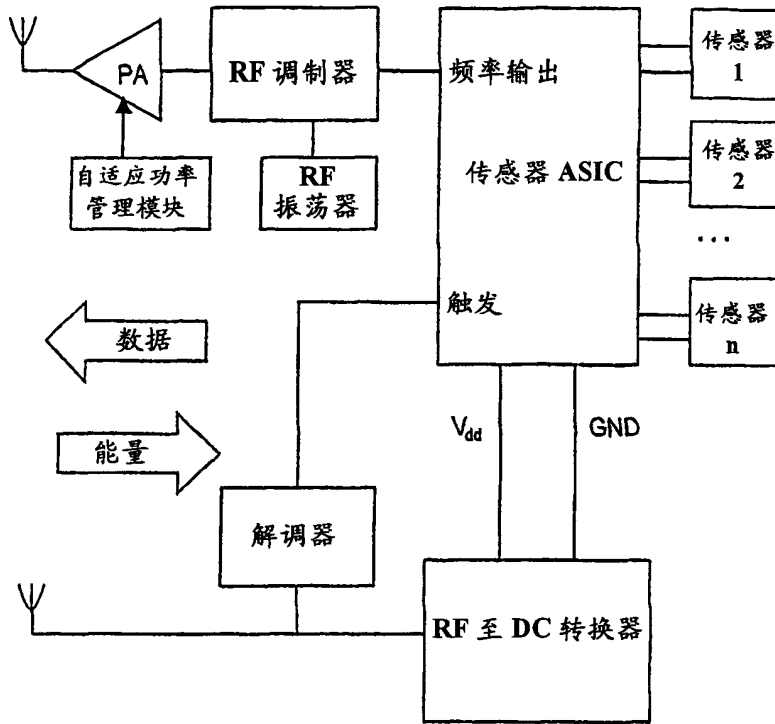 PA
RF 调制器
频率输出
传感器
1
自适应功率
管理模块
RF
振荡器
传感器 ASIC
传感器
2
...
触发
传感器
n
数据
能量
Vdd
GND
解调器
RF 至 DC 转换器